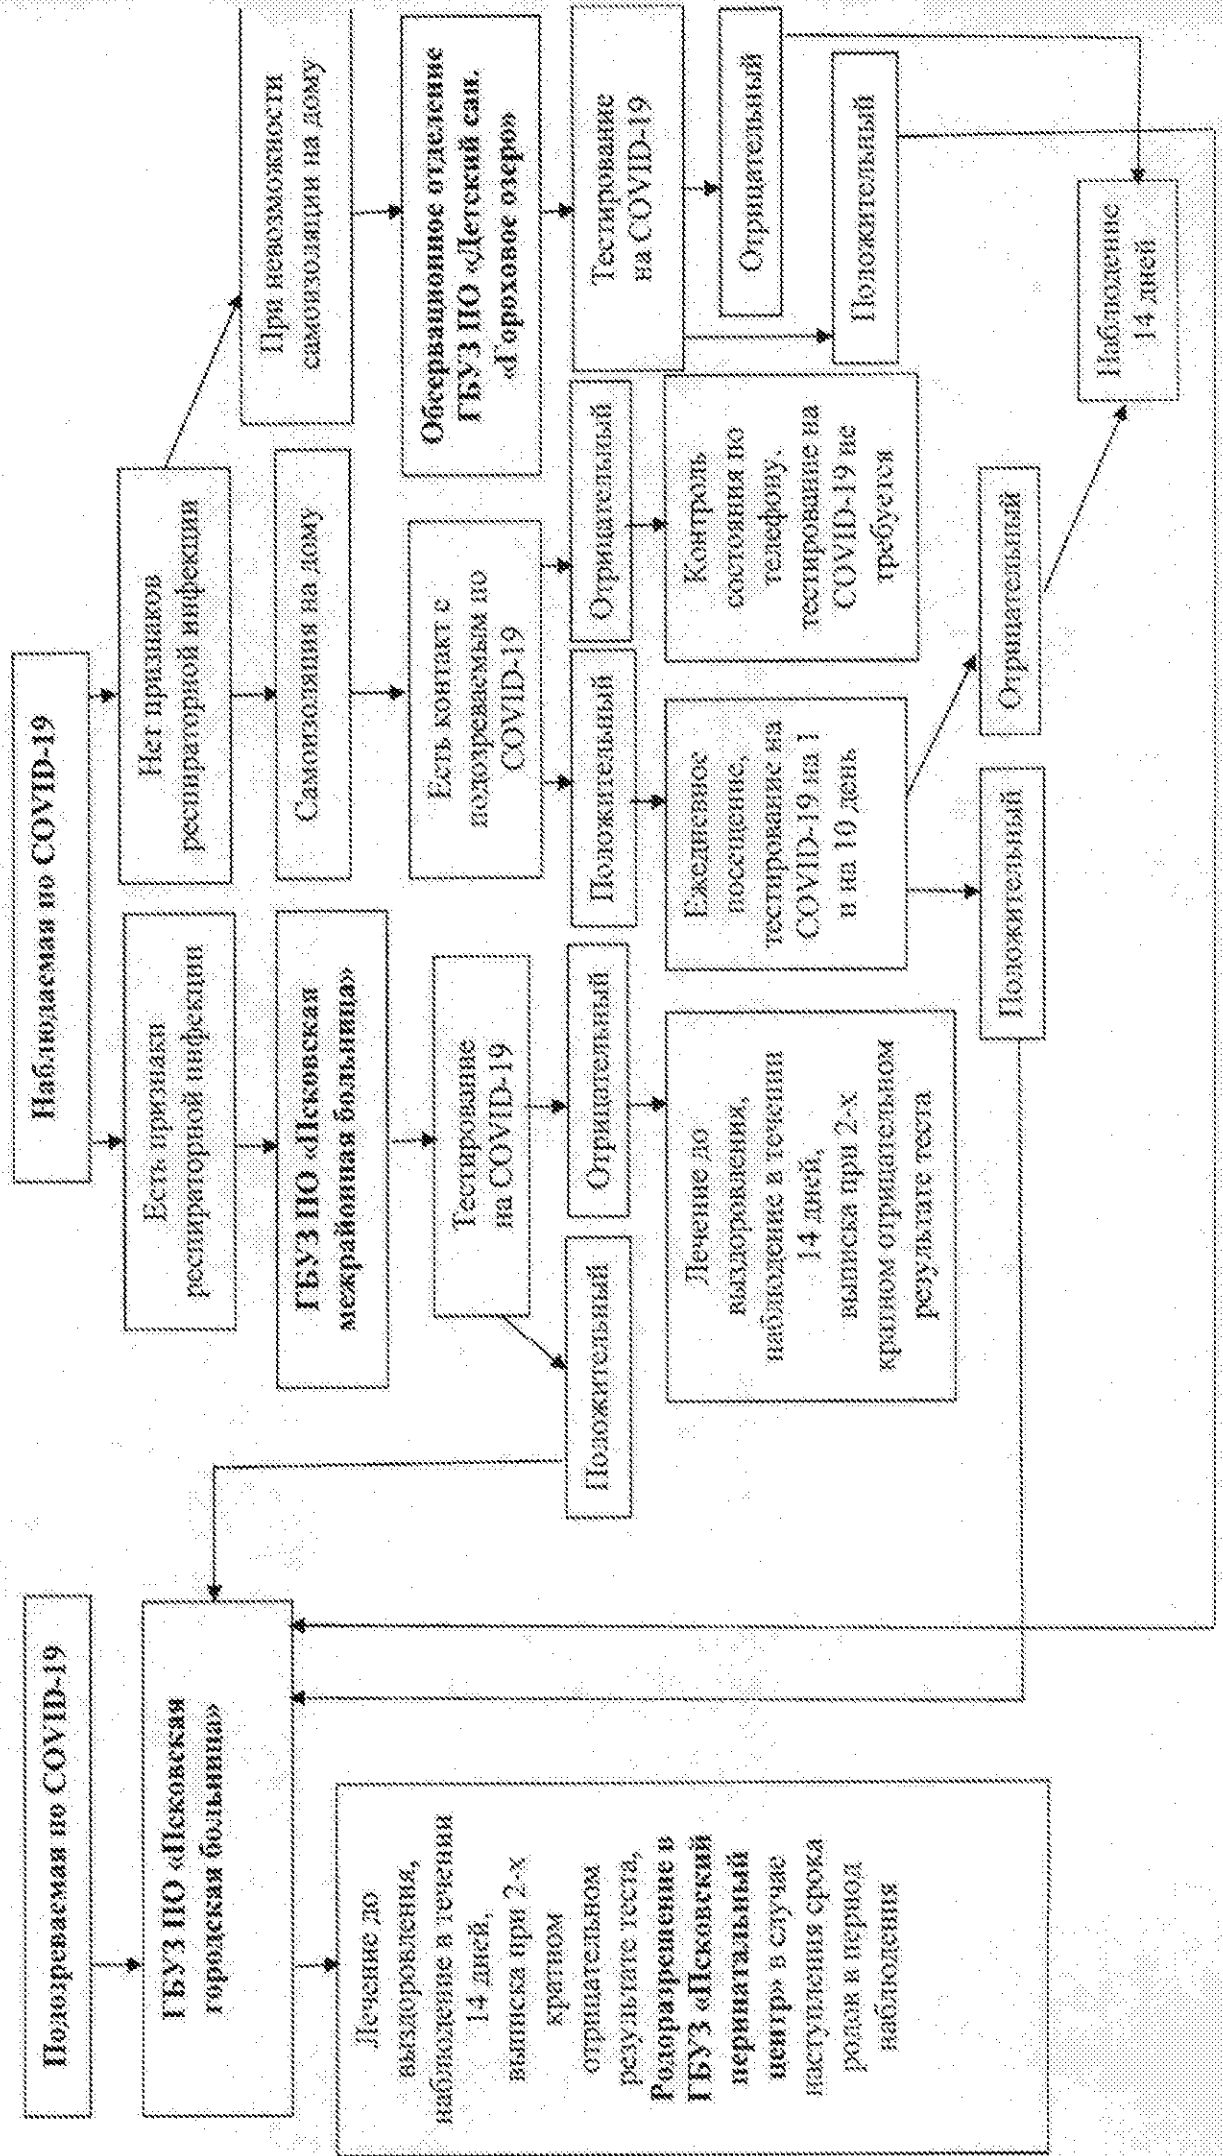 Подозреваемая по COVID-19
ГБУЗ ПО «Псковская
городская больница»
Лечение до
выздоровления,
наблюдение в течении
14 дней,
выписка при 2-х
кратном
отрицательном
результате теста,
Родоразрешение в
ГБУЗ «Псковский
перинатальный
центр» в случае
наступления срока
родов в период
наблюдения
Наблюдаемая по COVID-19
Есть признаки
респираторной инфекции
ГБУЗ ПО «Псковская
межрайонная больница»
Тестирование
на COVID-19
Положительный
Отрицательный
Лечение до
выздоровления,
наблюдение в течении
14 дней,
выписка при 2-х
кратном отрицательном
результате теста
Нет признаков
респираторной инфекции
Самоизоляция на дому
Есть контакт с
подозреваемым по
COVID-19
Положительный
Отрицательный
Ежедневное
посещение,
тестирование на
COVID-19 на 1
и на 10 день
Контроль
состояния по
телефону,
тестирование на
COVID-19 не
требуется
Положительный
Отрицательный
При невозможности
самоизоляции на дому
Обсервационное отделение
ГБУЗ ПО «Детский сан.
«Гороховое озеро»
Тестирование
на COVID-19
Отрицательный
Положительный
Наблюдение
14 дней